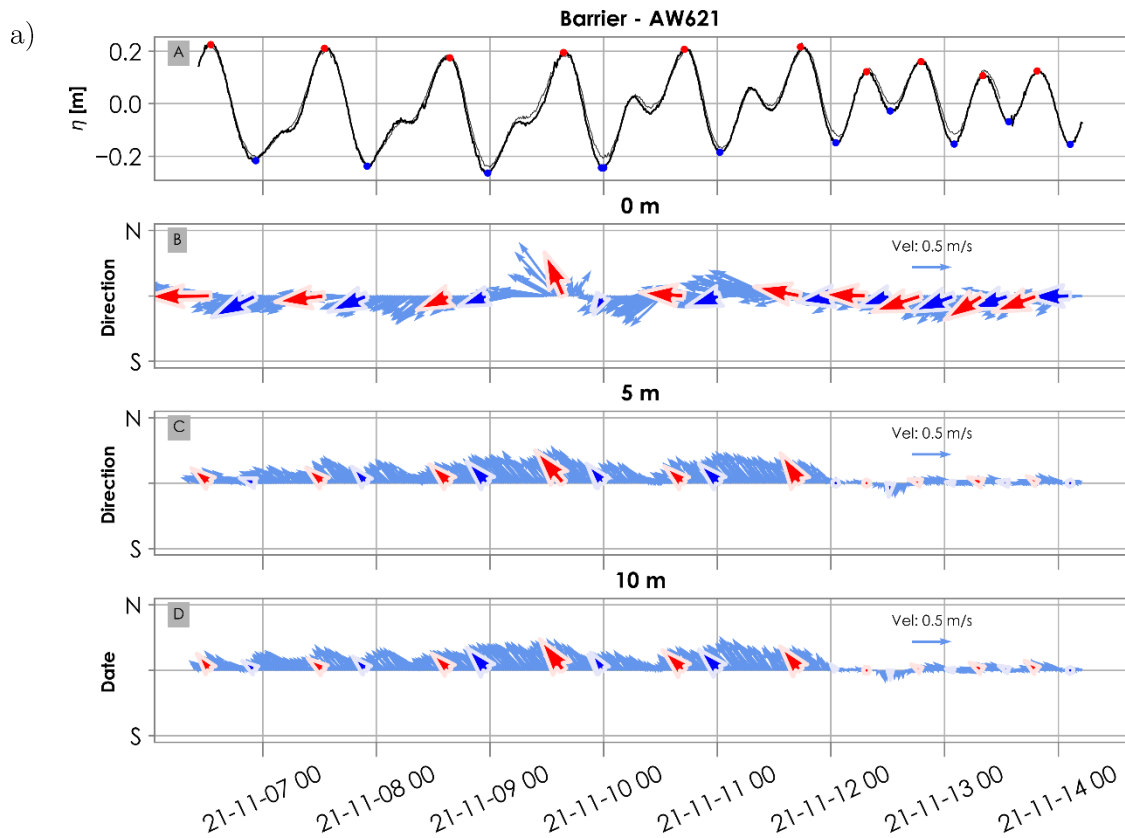 a)
Barrier - AW621
A
η [m]
0.2
0.0
−0.2
0 m
B
Direction
N
S
Vel: 0.5 m/s
5 m
C
Direction
N
S
Vel: 0.5 m/s
10 m
D
Date
N
S
Vel: 0.5 m/s
21-11-07 00
21-11-08 00
21-11-09 00
21-11-10 00
21-11-11 00
21-11-12 00
21-11-13 00
21-11-14 00